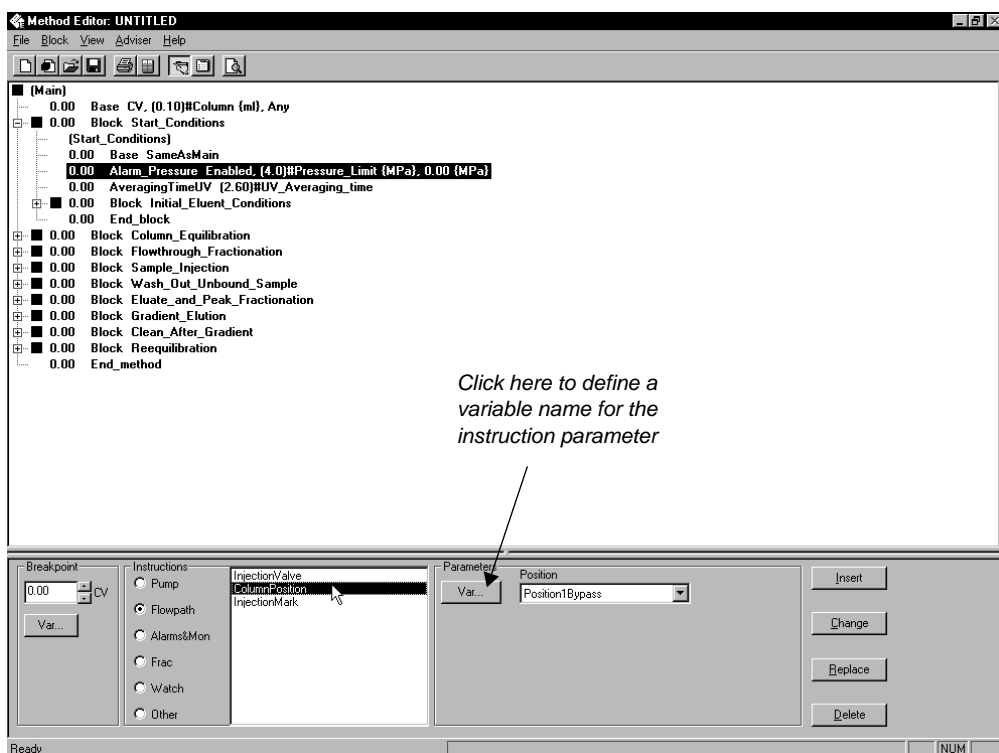 Method Editor: UNTITLED
File Block View Adviser Help
(Main)
0.00 Base CV, (0.10)#Column {ml}, Any
0.00 Block Start_Conditions
(Start_Conditions)
0.00 Base SameAsMain
0.00 Alarm_Pressure Enabled, (4.0)#Pressure_Limit {MPa}, 0.00 {MPa}
0.00 AveragingTimeUV (2.60)#UV_Averaging_time
0.00 Block Initial_Eluent_Conditions
0.00 End_block
0.00 Block Column_Equilibration
0.00 Block Flowthrough_Fractionation
0.00 Block Sample_Injection
0.00 Block Wash_Out_Unbound_Sample
0.00 Block Eluate_and_Peak_Fractionation
0.00 Block Gradient_Elution
0.00 Block Clean_After_Gradient
0.00 Block Reequilibration
0.00 End_method
Click here to define a
variable name for the
instruction parameter
Breakpoint
0.00 CV
Var...
Instructions
Pump
Flowpath
Alarms&Mon
Frac
Watch
Other
InjectionValve
ColumnPosition
InjectionMark
Parameters
Var...
Position
Position1Bypass
Insert
Change
Replace
Delete
Ready
NUM